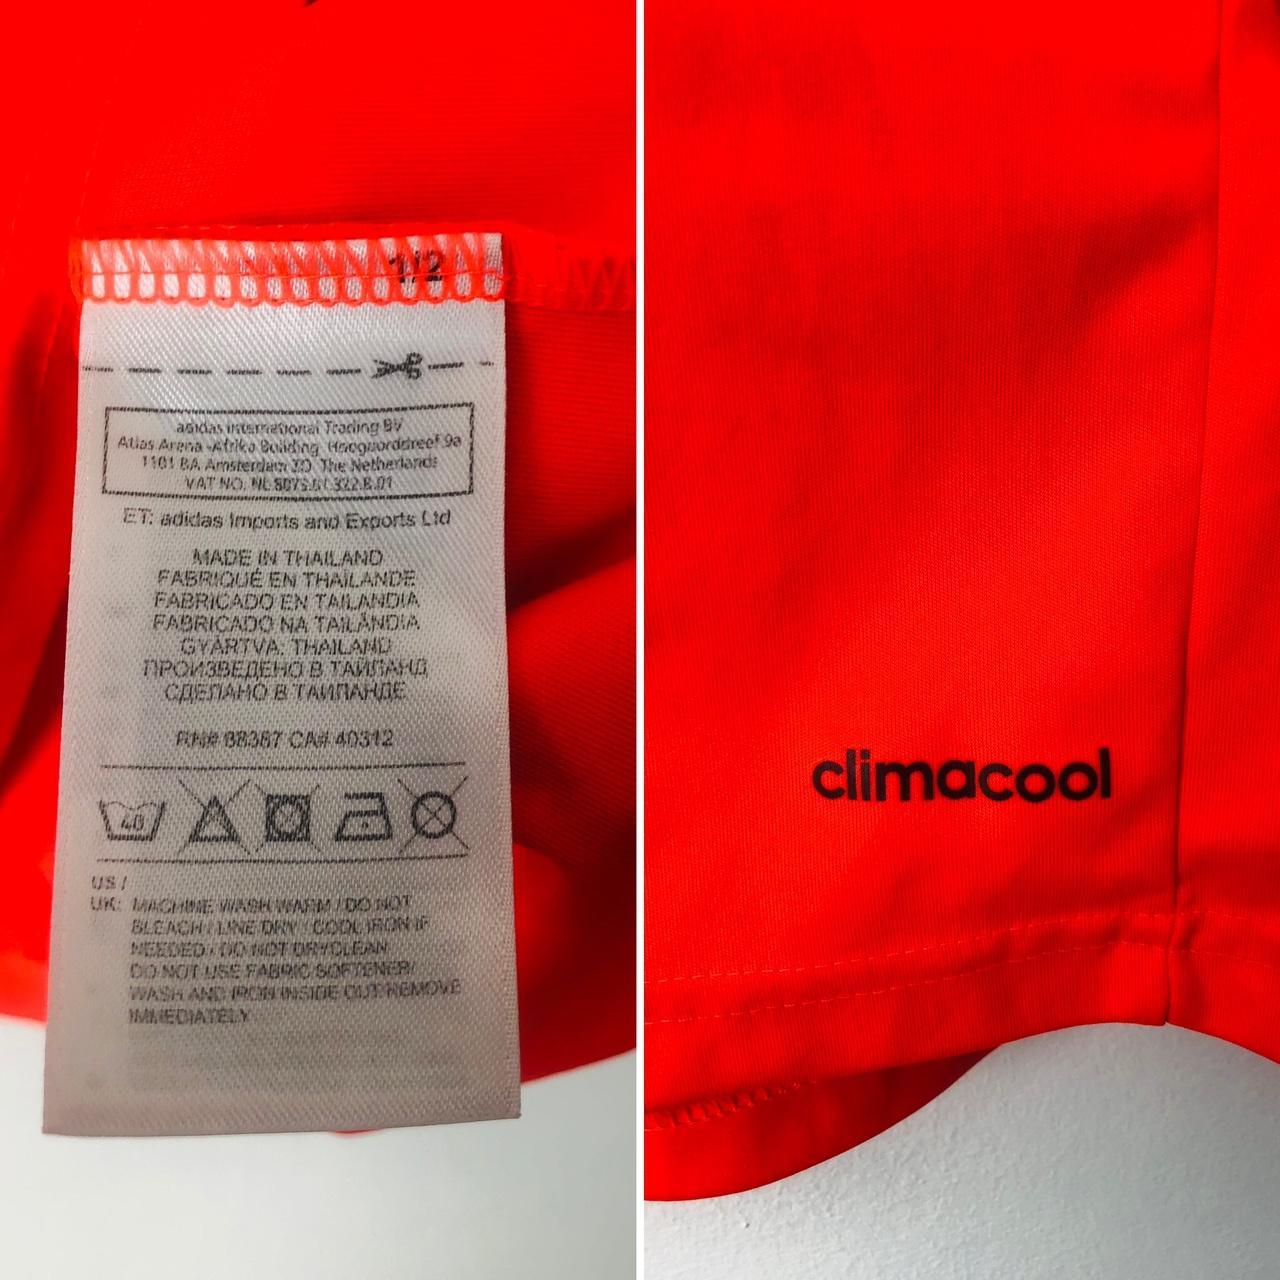 1/2
adidas International Trading BV
Atlas Arena -Afrika Building, Hoogoorddreef 9a
1101 BA Amsterdam ZO The Netherlands
VAT NO. NL 8079.01.322.B.01
ET: adidas Imports and Exports Ltd
MADE IN THAILAND
FABRIQUÉ EN THAÏLANDE
FABRICADO EN TAILANDIA
FABRICADO NA TAILÂNDIA
GYÁRTVA: THAILAND
ПРОИЗВЕДЕНО В ТАЙЛАНД
СДЕЛАНО В ТАИЛАНДЕ
RN# 88387 CA# 40312
40
US /
UK: MACHINE WASH WARM / DO NOT
BLEACH / LINE DRY / COOL IRON IF
NEEDED / DO NOT DRYCLEAN
DO NOT USE FABRIC SOFTENER/
WASH AND IRON INSIDE OUT/REMOVE
IMMEDIATELY
climacool